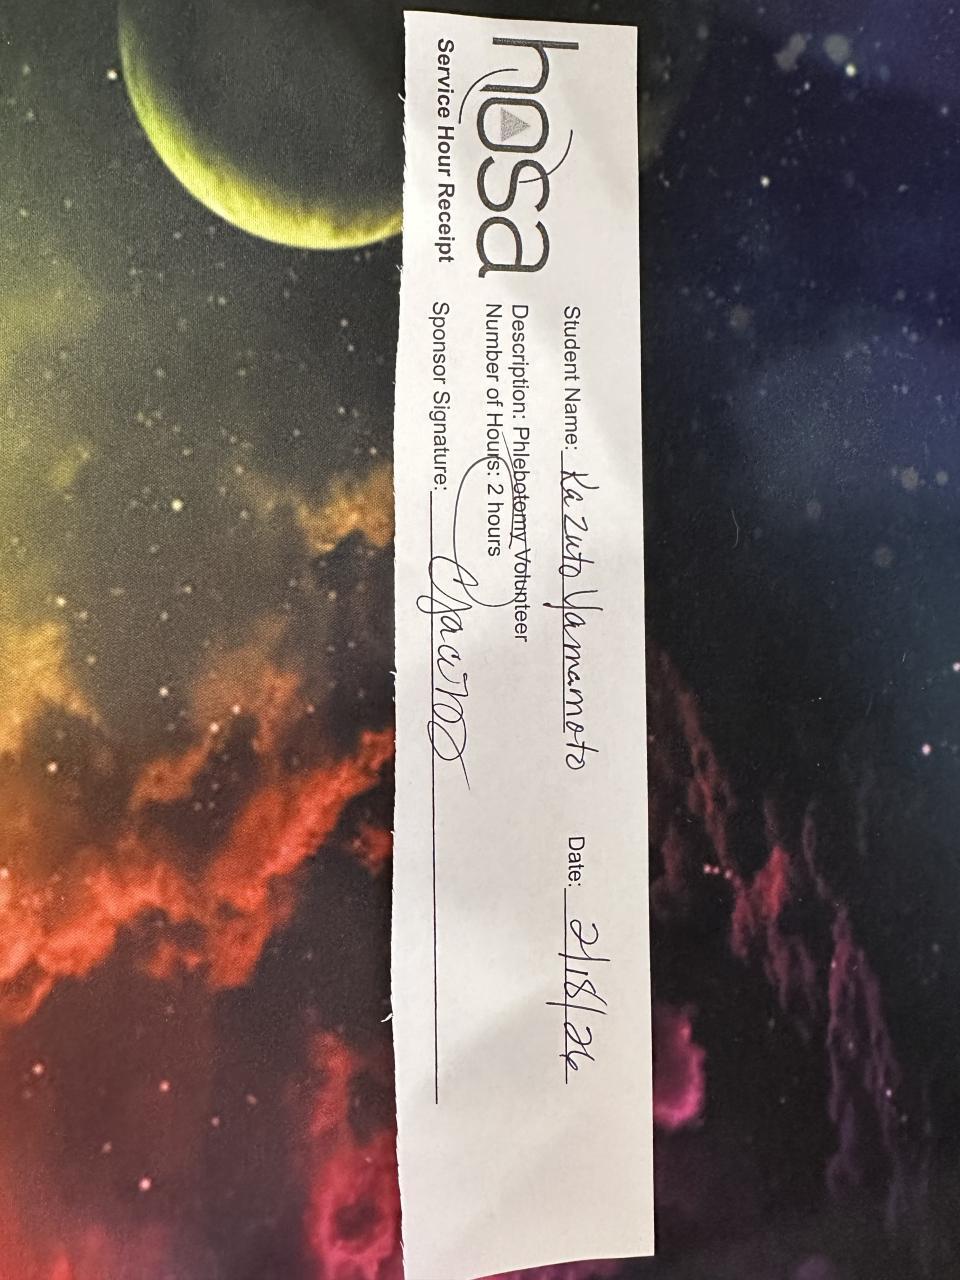 hosa
Service Hour Receipt
Student Name: Kazuto Yamamoto Date: 2/18/26
Description: Phlebotomy Volunteer
Number of Hours: 2 hours
Sponsor Signature: